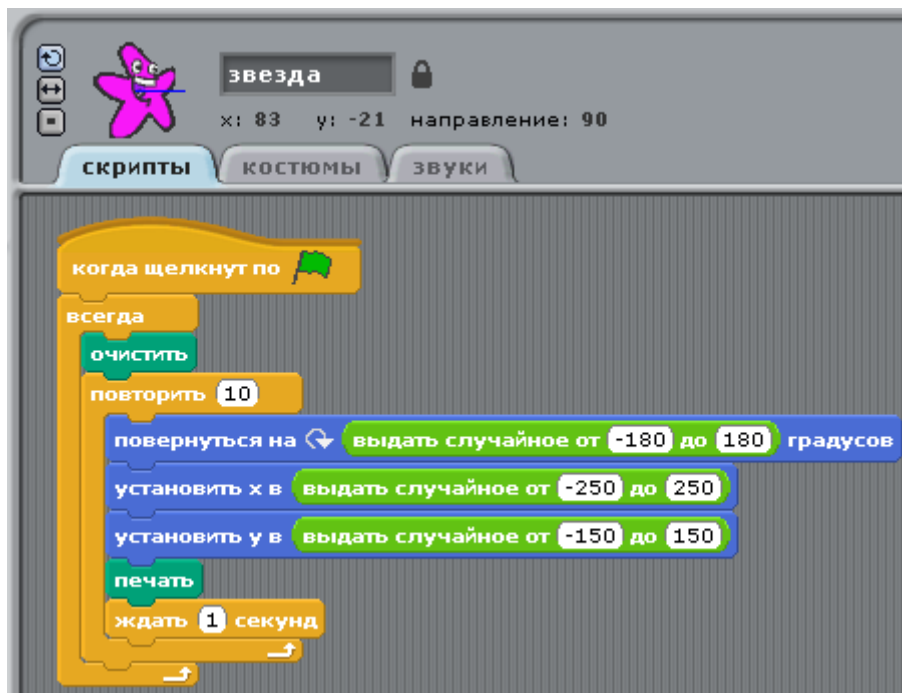 звезда
x: 83 y: -21 направление: 90
скрипты костюмы звуки
когда щелкнут по
всегда
очистить
повторить 10
повернуться на выдать случайное от -180 до 180 градусов
установить x в выдать случайное от -250 до 250
установить y в выдать случайное от -150 до 150
печать
ждать 1 секунд